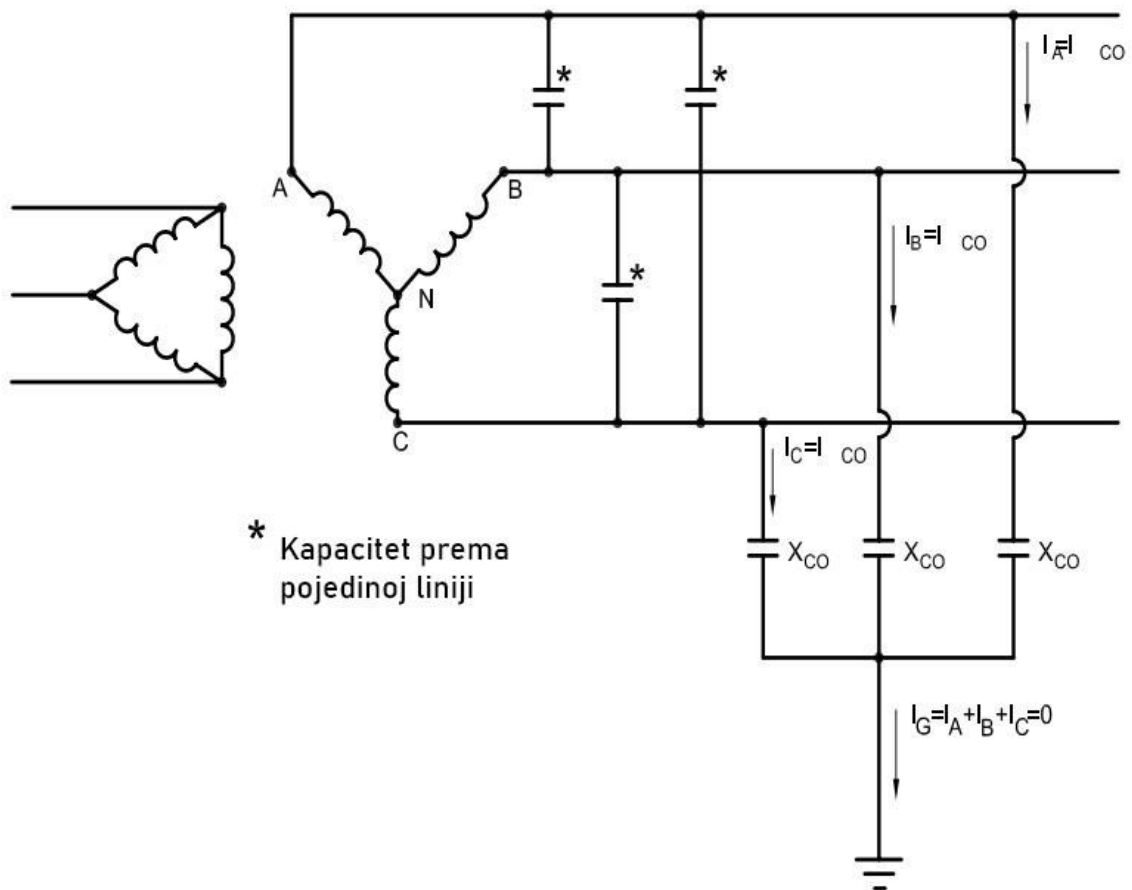 I_A=I_CO
A
B
I_B=I_CO
N
C
I_C=I_CO
* Kapacitet prema
pojedinoj liniji
X_CO X_CO X_CO
I_G=I_A+I_B+I_C=0
*
*
*